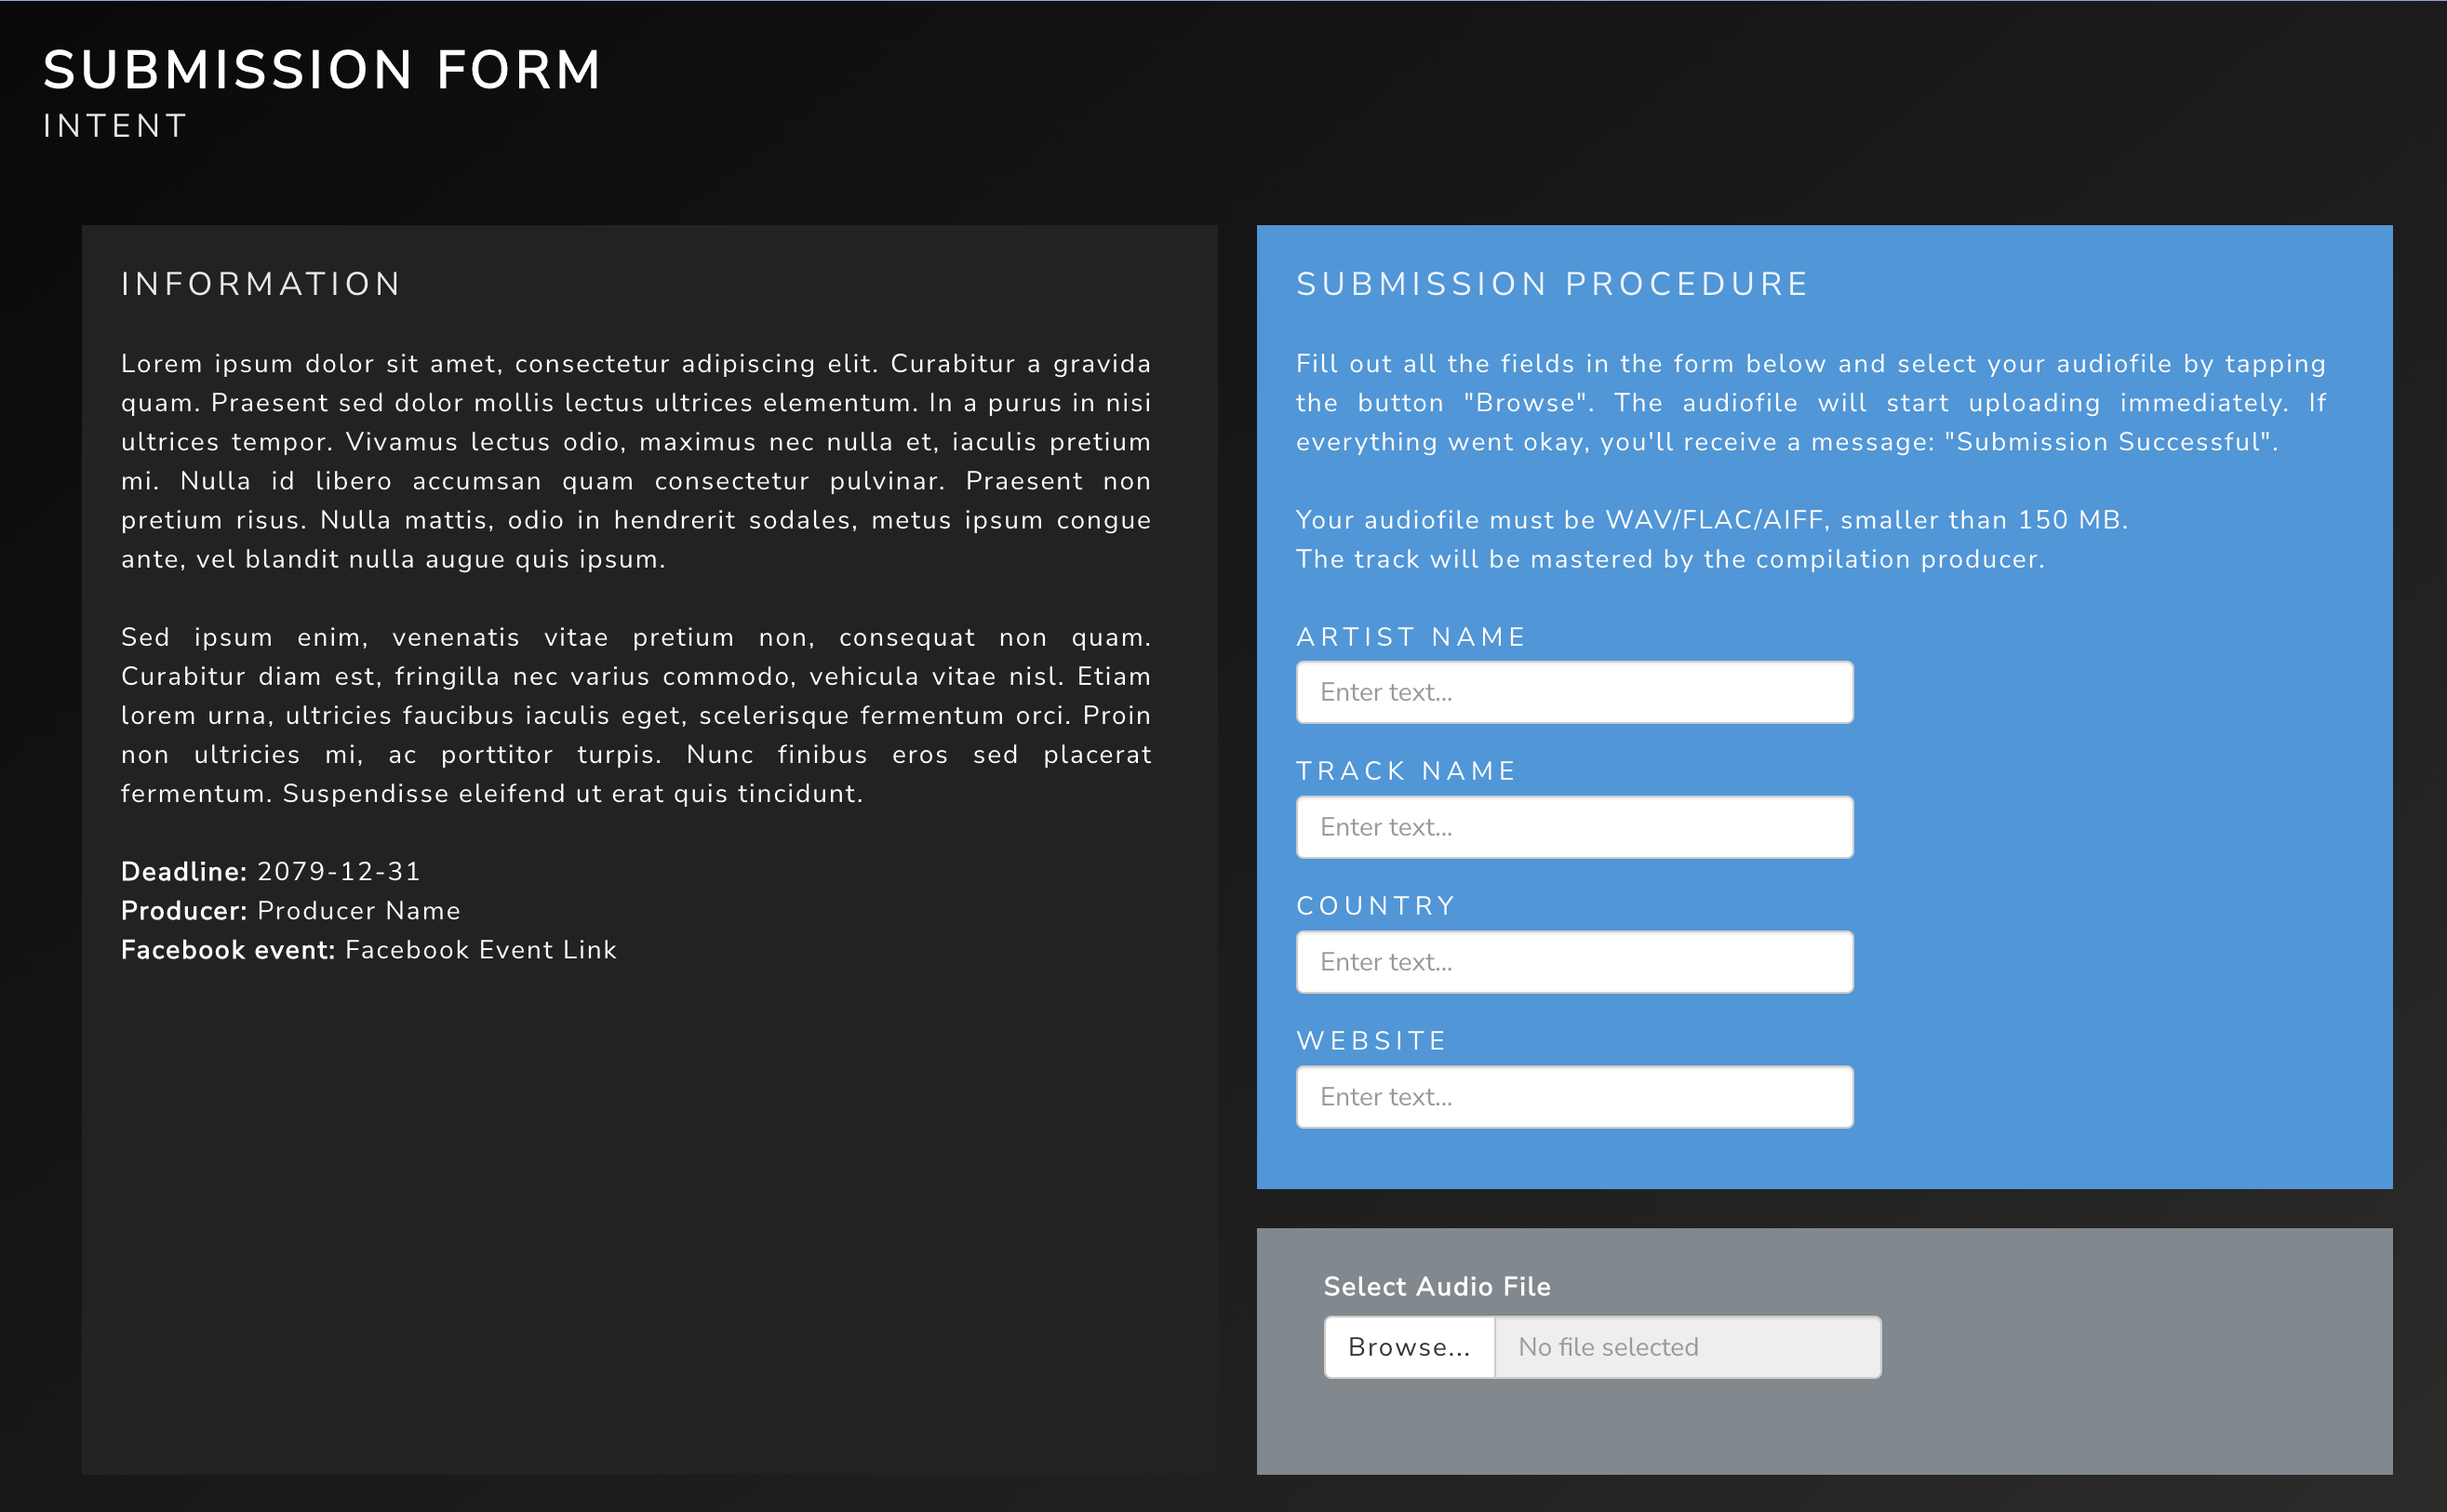 SUBMISSION FORM
INTENT
INFORMATION
Lorem ipsum dolor sit amet, consectetur adipiscing elit. Curabitur a gravida
quam. Praesent sed dolor mollis lectus ultrices elementum. In a purus in nisi
ultrices tempor. Vivamus lectus odio, maximus nec nulla et, iaculis pretium
mi. Nulla id libero accumsan quam consectetur pulvinar. Praesent non
pretium risus. Nulla mattis, odio in hendrerit sodales, metus ipsum congue
ante, vel blandit nulla augue quis ipsum.
Sed ipsum enim, venenatis vitae pretium non, consequat non quam.
Curabitur diam est, fringilla nec varius commodo, vehicula vitae nisl. Etiam
lorem urna, ultricies faucibus iaculis eget, scelerisque fermentum orci. Proin
non ultricies mi, ac porttitor turpis. Nunc finibus eros sed placerat
fermentum. Suspendisse eleifend ut erat quis tincidunt.
Deadline: 2079-12-31
Producer: Producer Name
Facebook event: Facebook Event Link
SUBMISSION PROCEDURE
Fill out all the fields in the form below and select your audiofile by tapping
the button "Browse". The audiofile will start uploading immediately. If
everything went okay, you'll receive a message: "Submission Successful".
Your audiofile must be WAV/FLAC/AIFF, smaller than 150 MB.
The track will be mastered by the compilation producer.
ARTIST NAME
Enter text...
TRACK NAME
Enter text...
COUNTRY
Enter text...
WEBSITE
Enter text...
Select Audio File
Browse... No file selected